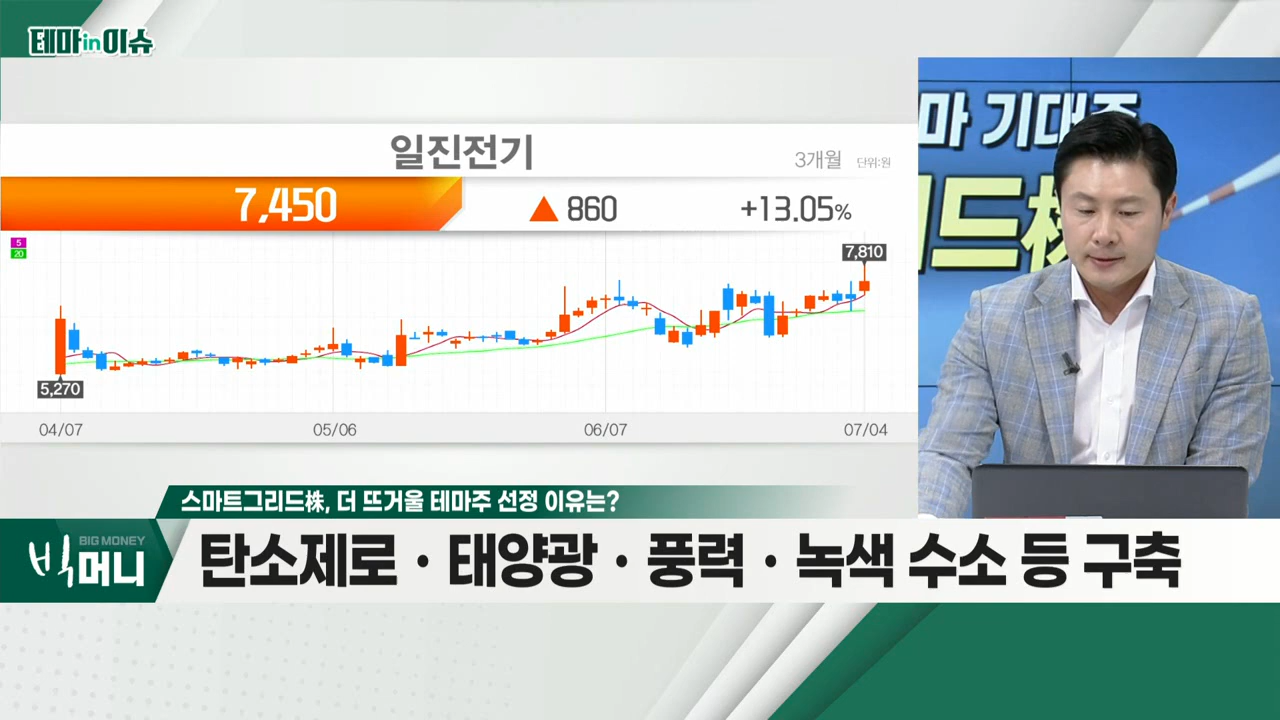 테마in이슈
일진전기
3개월 단위:원
7,450 ▲ 860 +13.05%
5
20
7,810
5,270
04/07 05/06 06/07 07/04
마 기대주
드株
스마트그리드株, 더 뜨거울 테마주 선정 이유는?
BIG MONEY
빅머니
탄소제로 · 태양광 · 풍력 · 녹색 수소 등 구축